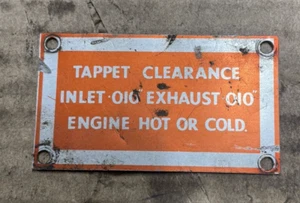 TAPPET CLEARANCE
INLET ·010 EXHAUST 010"
ENGINE HOT OR COLD.